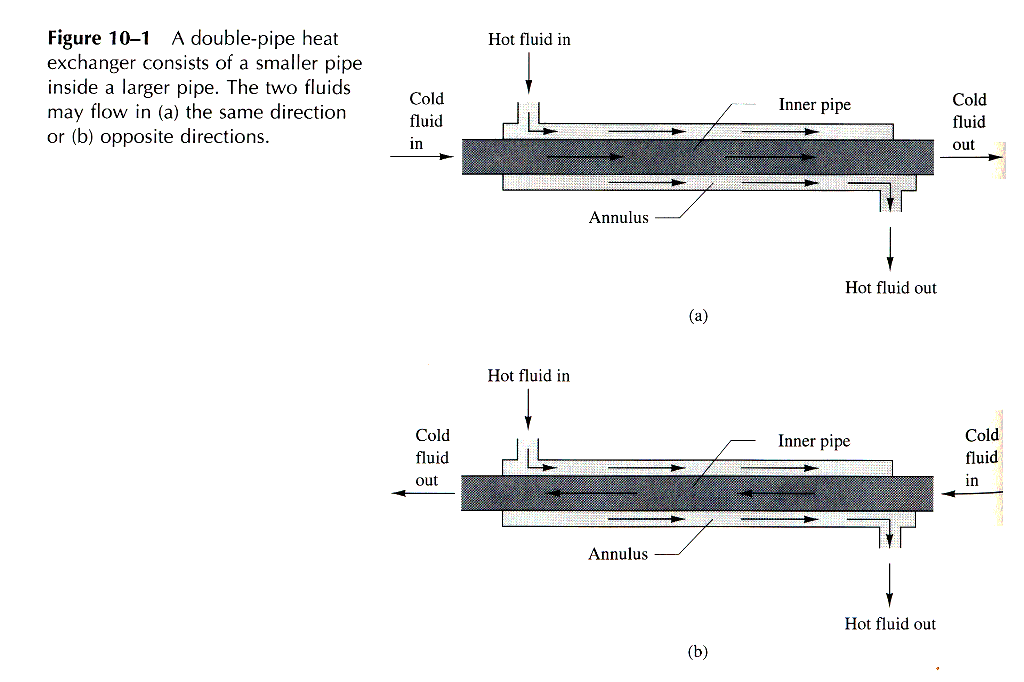 Figure 10–1 A double-pipe heat
exchanger consists of a smaller pipe
inside a larger pipe. The two fluids
may flow in (a) the same direction
or (b) opposite directions.
Hot fluid in
Cold
fluid
in
Inner pipe
Cold
fluid
out
Annulus
Hot fluid out
(a)
Hot fluid in
Cold
fluid
out
Inner pipe
Cold
fluid
in
Annulus
Hot fluid out
(b)